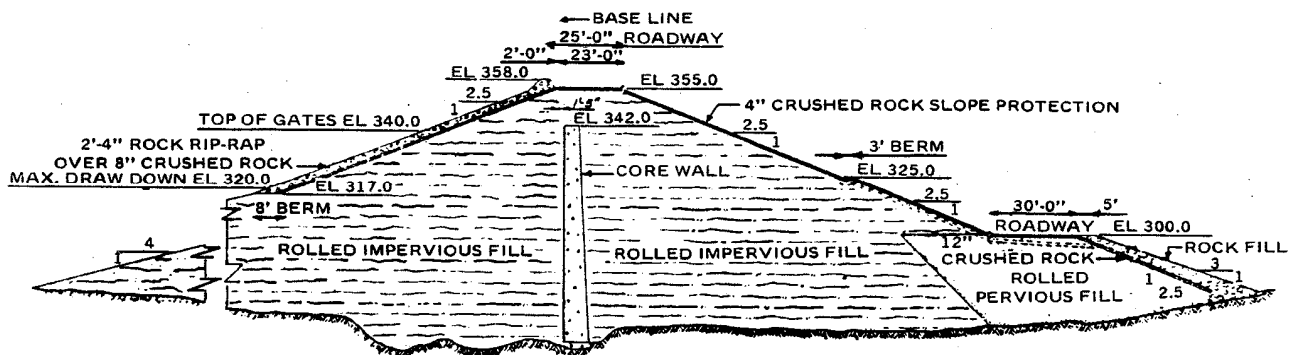 BASE LINE
25'-0" ROADWAY
2'-0" 23'-0"
EL 358.0
EL 355.0
2.5
1
4" CRUSHED ROCK SLOPE PROTECTION
TOP OF GATES EL 340.0
EL 342.0
2.5
1
2'-4" ROCK RIP-RAP
OVER 8" CRUSHED ROCK
MAX. DRAW DOWN EL 320.0
3' BERM
EL 325.0
CORE WALL
EL 317.0
8' BERM
2.5
1
30'-0" 5'
ROADWAY EL 300.0
4
ROLLED IMPERVIOUS FILL
ROLLED IMPERVIOUS FILL
12"
CRUSHED ROCK
ROCK FILL
ROLLED
PERVIOUS FILL
1
2.5
3
1